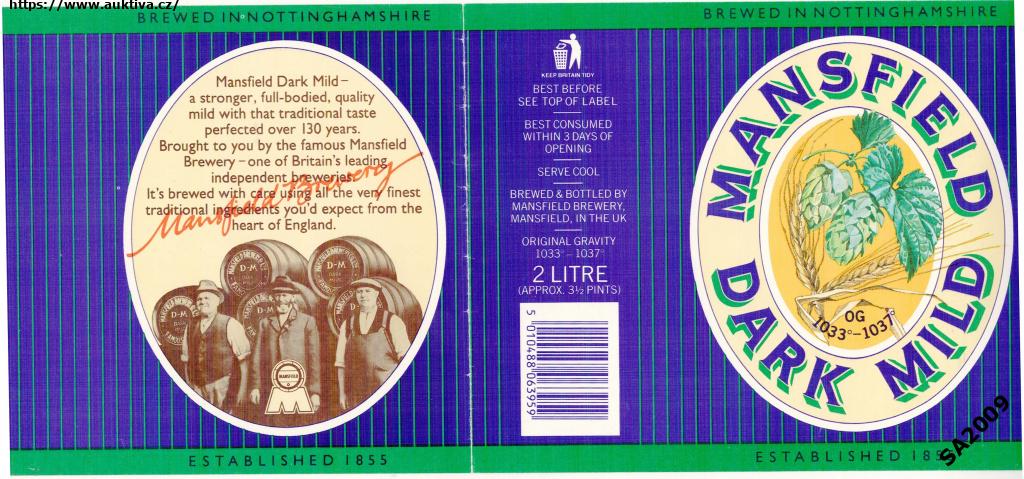 https://www.auktiva.cz/
BREWED IN NOTTINGHAMSHIRE
Mansfield Dark Mild –
a stronger, full-bodied, quality
mild with that traditional taste
perfected over 130 years.
Brought to you by the famous Mansfield
Brewery – one of Britain's leading
independent breweries.
It's brewed with care using all the very finest
traditional ingredients you'd expect from the
heart of England.
Mansfield Brewery
D-M
D-M
D-M
D-M
MANSFIELD
M
ESTABLISHED 1855
KEEP BRITAIN TIDY
BEST BEFORE
SEE TOP OF LABEL
BEST CONSUMED
WITHIN 3 DAYS OF
OPENING
SERVE COOL
BREWED & BOTTLED BY
MANSFIELD BREWERY,
MANSFIELD, IN THE UK
ORIGINAL GRAVITY
1033° – 1037°
2 LITRE
(APPROX. 3½ PINTS)
5 010488 063959
BREWED IN NOTTINGHAMSHIRE
MANSFIELD
DARK MILD
OG
1033°–1037°
ESTABLISHED 185
SA2009